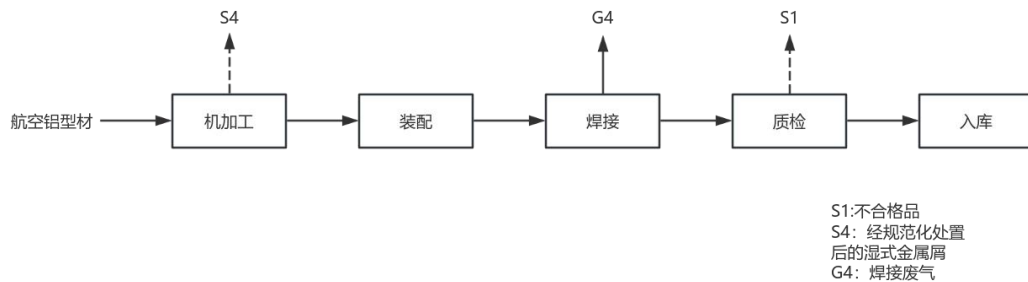 S4
G4
S1
航空铝型材
机加工
装配
焊接
质检
入库
S1:不合格品
S4：经规范化处置
后的湿式金属屑
G4：焊接废气